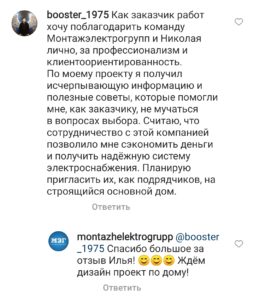 booster_1975 Как заказчик работ
хочу поблагодарить команду
Монтажэлектрогрупп и Николая
лично, за профессионализм и
клиентоориентированность.
По моему проекту я получил
исчерпывающую информацию и
полезные советы, которые помогли
мне, как заказчику, не мучаться
в вопросах выбора. Считаю, что
сотрудничество с этой компанией
позволило мне сэкономить деньги
и получить надёжную систему
электроснабжения. Планирую
пригласить их, как подрядчиков, на
строящийся основной дом.
Ответить
МЭГ
montazhelektrogrupp @booster
_1975 Спасибо большое за
отзыв Илья! 😊😊😊 Ждём
дизайн проект по дому!
Ответить